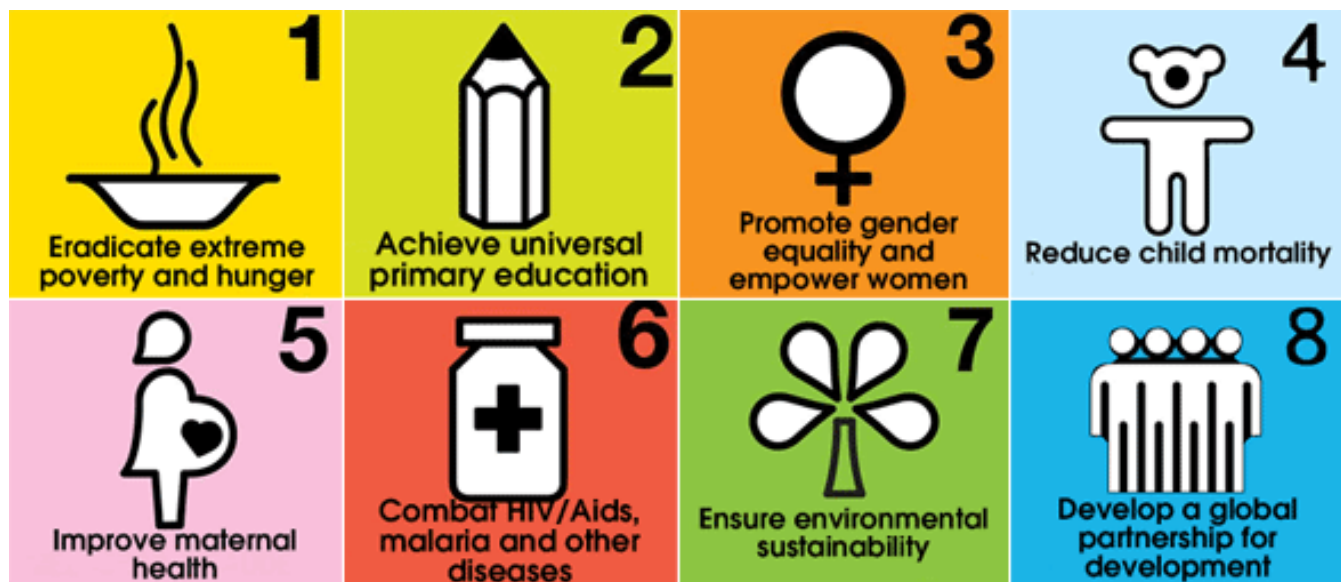 1
Eradicate extreme
poverty and hunger
2
Achieve universal
primary education
3
Promote gender
equality and
empower women
4
Reduce child mortality
5
Improve maternal
health
6
Combat HIV/Aids,
malaria and other
diseases
7
Ensure environmental
sustainability
8
Develop a global
partnership for
development